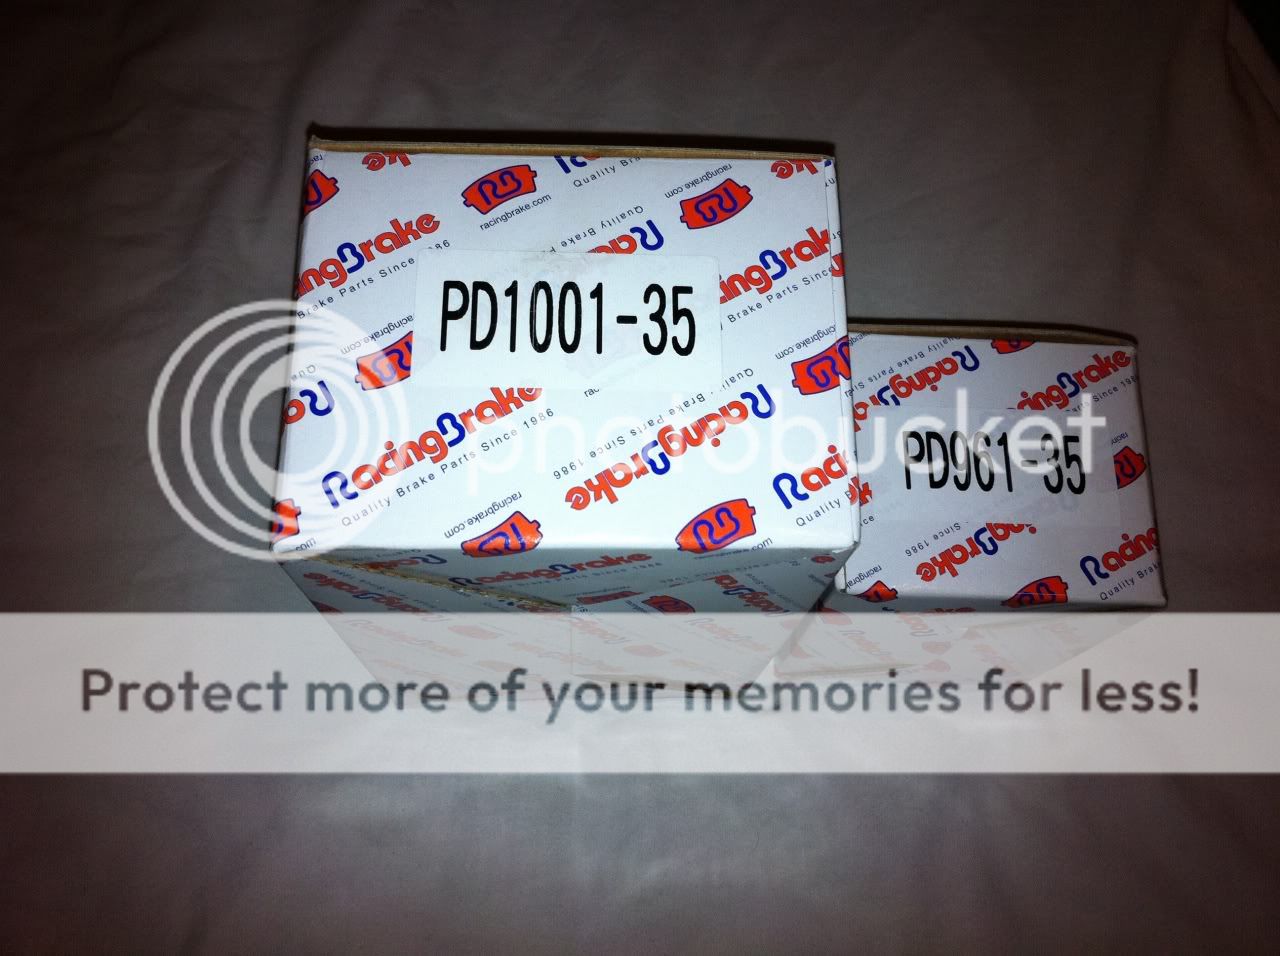 RacingBrake
Quality Brake Parts Since 1986
racingbrake.com
RB
PD1001-35
PD961-35
photobucket
Protect more of your memories for less!